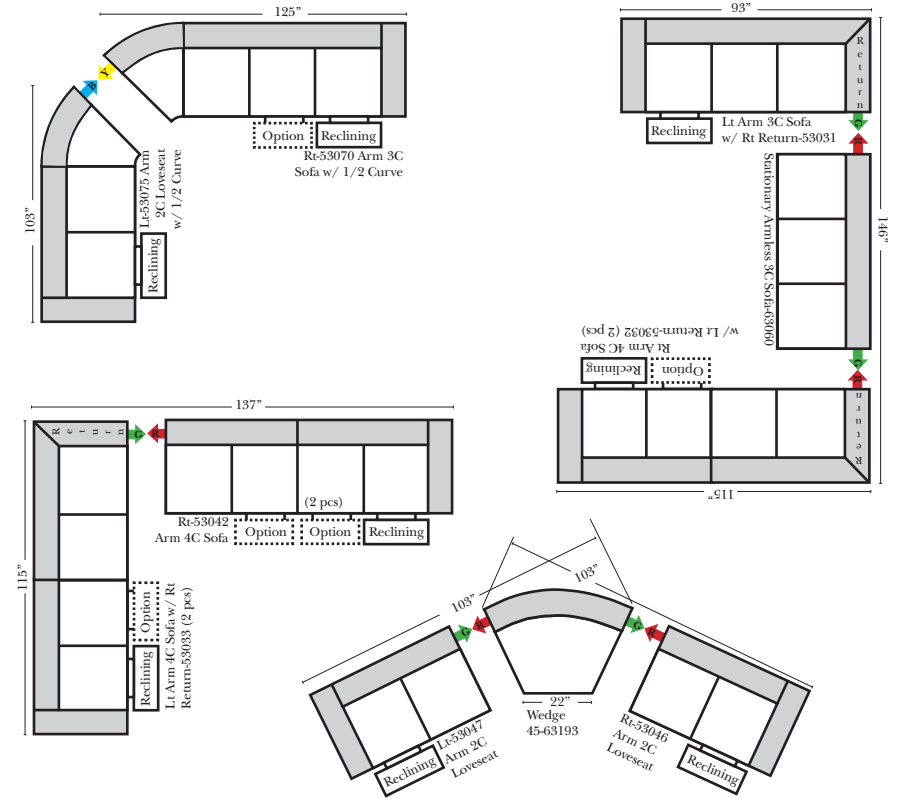 125”
B
Y
Option
Reclining
Rt-53070 Arm 3C
Sofa w/ 1/2 Curve
103”
Lt-53075 Arm
2C Loveseat
w/ 1/2 Curve
Reclining
93”
Return
Reclining
Lt Arm 3C Sofa
w/ Rt Return-53031
G
R
Stationary Armless 3C Sofa-63060
146”
G
R
Rt Arm 4C Sofa
w/ Lt Return-53032 (2 pcs)
Reclining
Option
Return
115”
137”
Return
G
R
(2 pcs)
Rt-53042
Arm 4C Sofa
Option
Option
Reclining
115”
Option
Reclining
Lt Arm 4C Sofa w/ Rt
Return-53033 (2 pcs)
103”
103”
G
R
G
R
22”
Wedge
45-63193
Lt-53047
Arm 2C
Loveseat
Reclining
Rt-53046
Arm 2C
Loveseat
Reclining